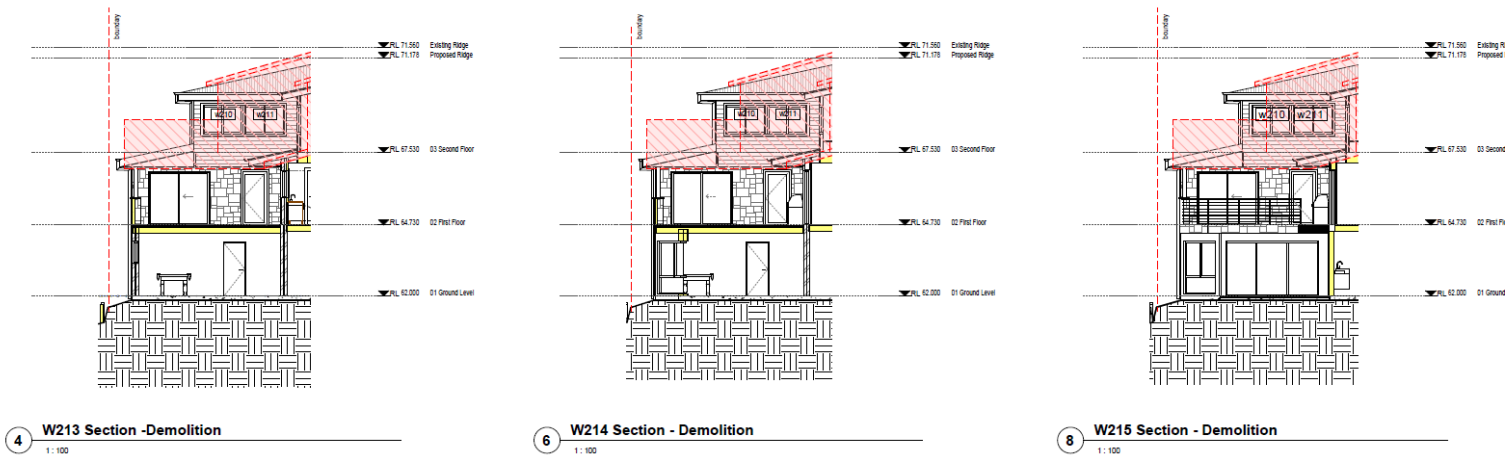 boundary
RL 71.560 Existing Ridge
RL 71.178 Proposed Ridge
w210 w211
RL 67.530 03 Second Floor
RL 64.730 02 First Floor
RL 62.000 01 Ground Level
4 W213 Section -Demolition
1 : 100
boundary
RL 71.560 Existing Ridge
RL 71.178 Proposed Ridge
w210 w211
RL 67.530 03 Second Floor
RL 64.730 02 First Floor
RL 62.000 01 Ground Level
6 W214 Section - Demolition
1 : 100
boundary
RL 71.560 Existing Ri
RL 71.178 Proposed
w210 w211
RL 67.530 03 Second
RL 64.730 02 First Flo
RL 62.000 01 Ground
8 W215 Section - Demolition
1 : 100